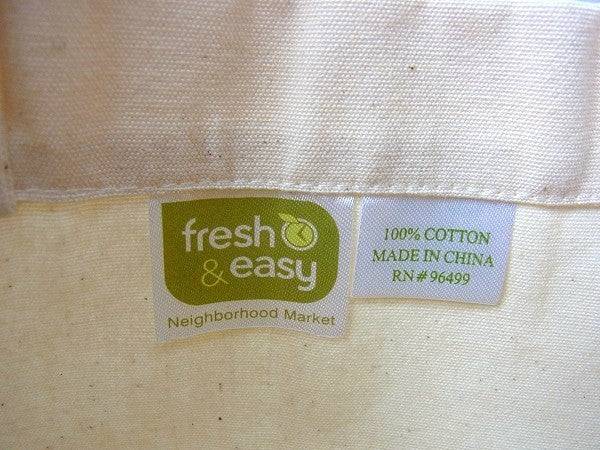 fresh
& easy
Neighborhood Market
100% COTTON
MADE IN CHINA
RN# 96499